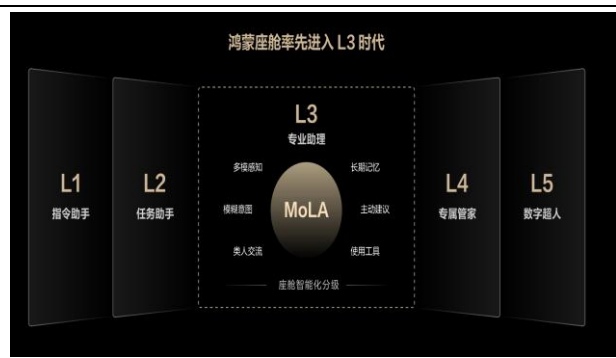 鸿蒙座舱率先进入 L3 时代
L1
指令助手
L2
任务助手
L3
专业助理
多模感知
长期记忆
模糊意图
MoLA
主动建议
类人交流
使用工具
座舱智能化分级
L4
专属管家
L5
数字超人